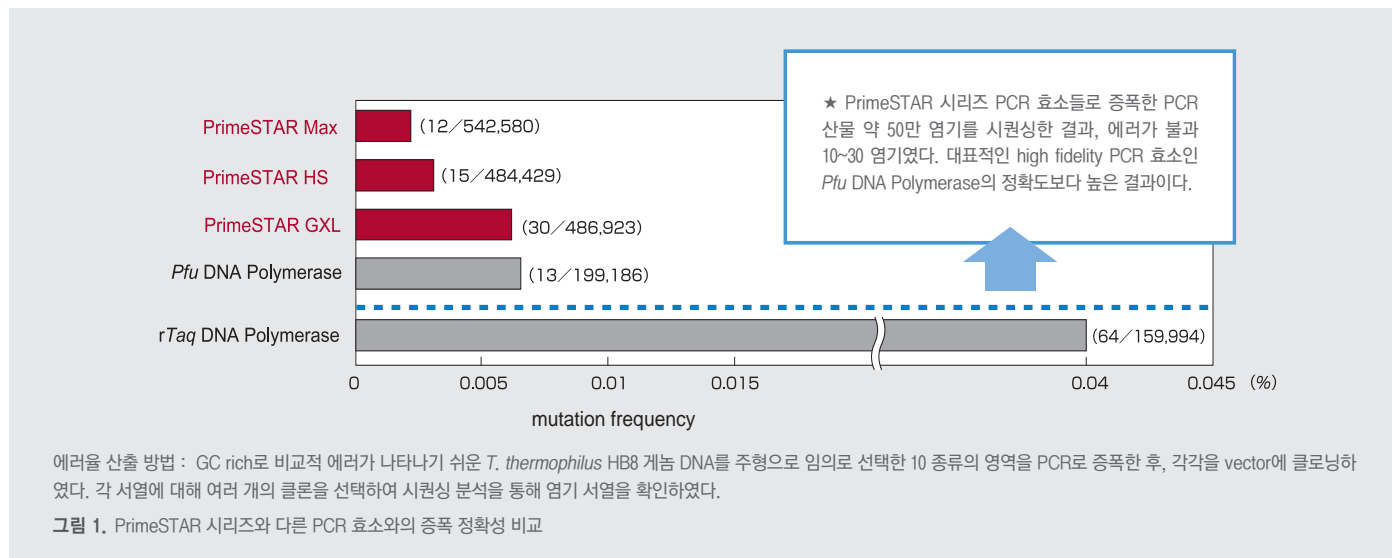 ★ PrimeSTAR 시리즈 PCR 효소들로 증폭한 PCR
산물 약 50만 염기를 시퀀싱한 결과, 에러가 불과
10~30 염기였다. 대표적인 high fidelity PCR 효소인
Pfu DNA Polymerase의 정확도보다 높은 결과이다.
PrimeSTAR Max (12/542,580)
PrimeSTAR HS (15/484,429)
PrimeSTAR GXL (30/486,923)
Pfu DNA Polymerase (13/199,186)
rTaq DNA Polymerase (64/159,994)
0 0.005 0.01 0.015 0.04 0.045 (%)
mutation frequency
에러율 산출 방법 : GC rich로 비교적 에러가 나타나기 쉬운 T. thermophilus HB8 게놈 DNA를 주형으로 임의로 선택한 10 종류의 영역을 PCR로 증폭한 후, 각각을 vector에 클로닝하
였다. 각 서열에 대해 여러 개의 클론을 선택하여 시퀀싱 분석을 통해 염기 서열을 확인하였다.
그림 1. PrimeSTAR 시리즈와 다른 PCR 효소와의 증폭 정확성 비교